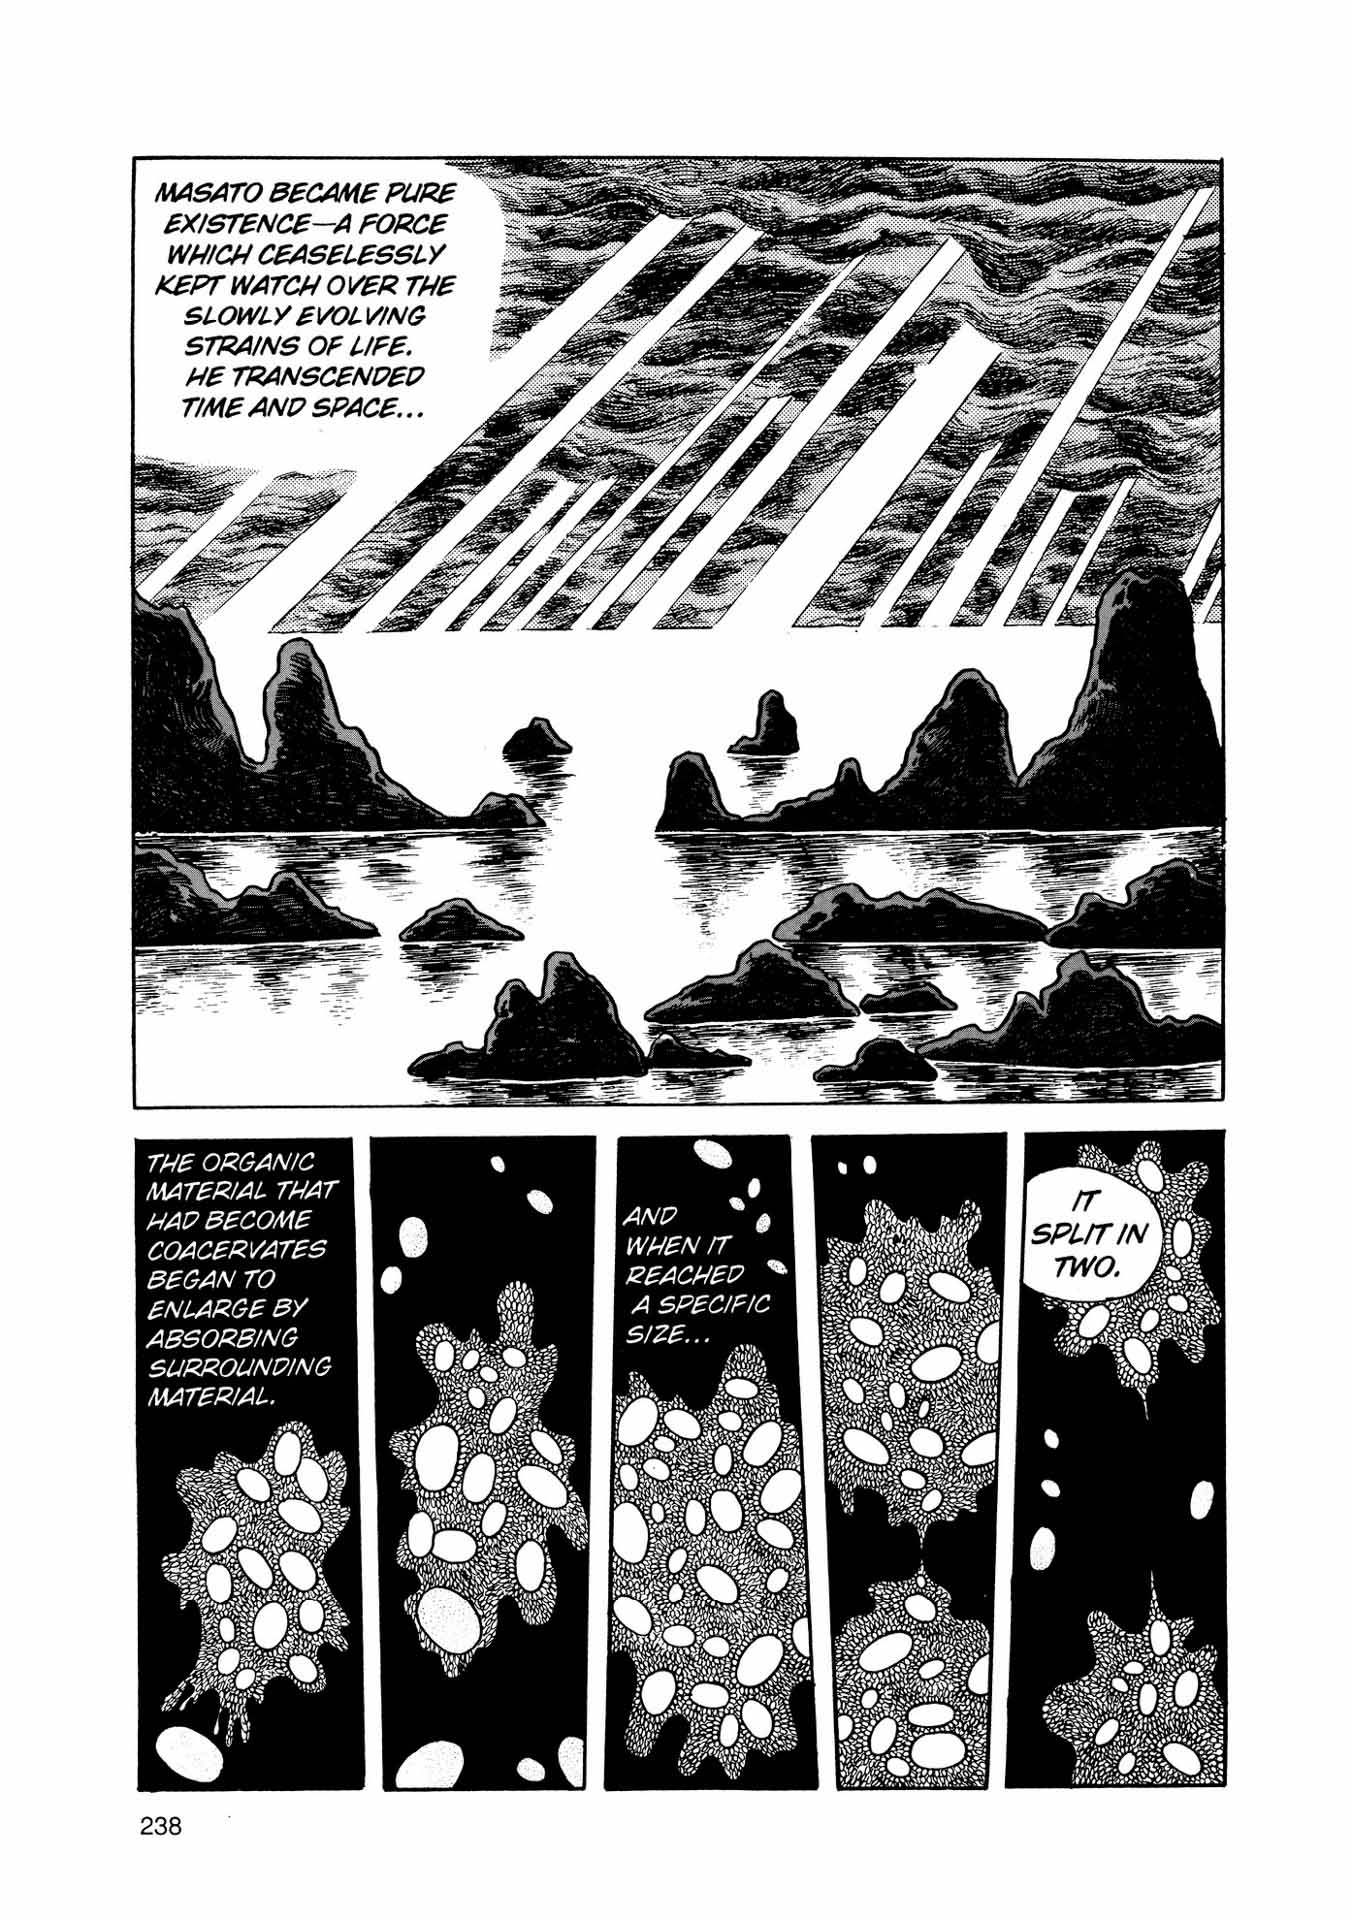 MASATO BECAME PURE
EXISTENCE—A FORCE
WHICH CEASELESSLY
KEPT WATCH OVER THE
SLOWLY EVOLVING
STRAINS OF LIFE.
HE TRANSCENDED
TIME AND SPACE...
THE ORGANIC
MATERIAL THAT
HAD BECOME
COACERVATES
BEGAN TO
ENLARGE BY
ABSORBING
SURROUNDING
MATERIAL.
AND
WHEN IT
REACHED
A SPECIFIC
SIZE...
IT
SPLIT IN
TWO.
238